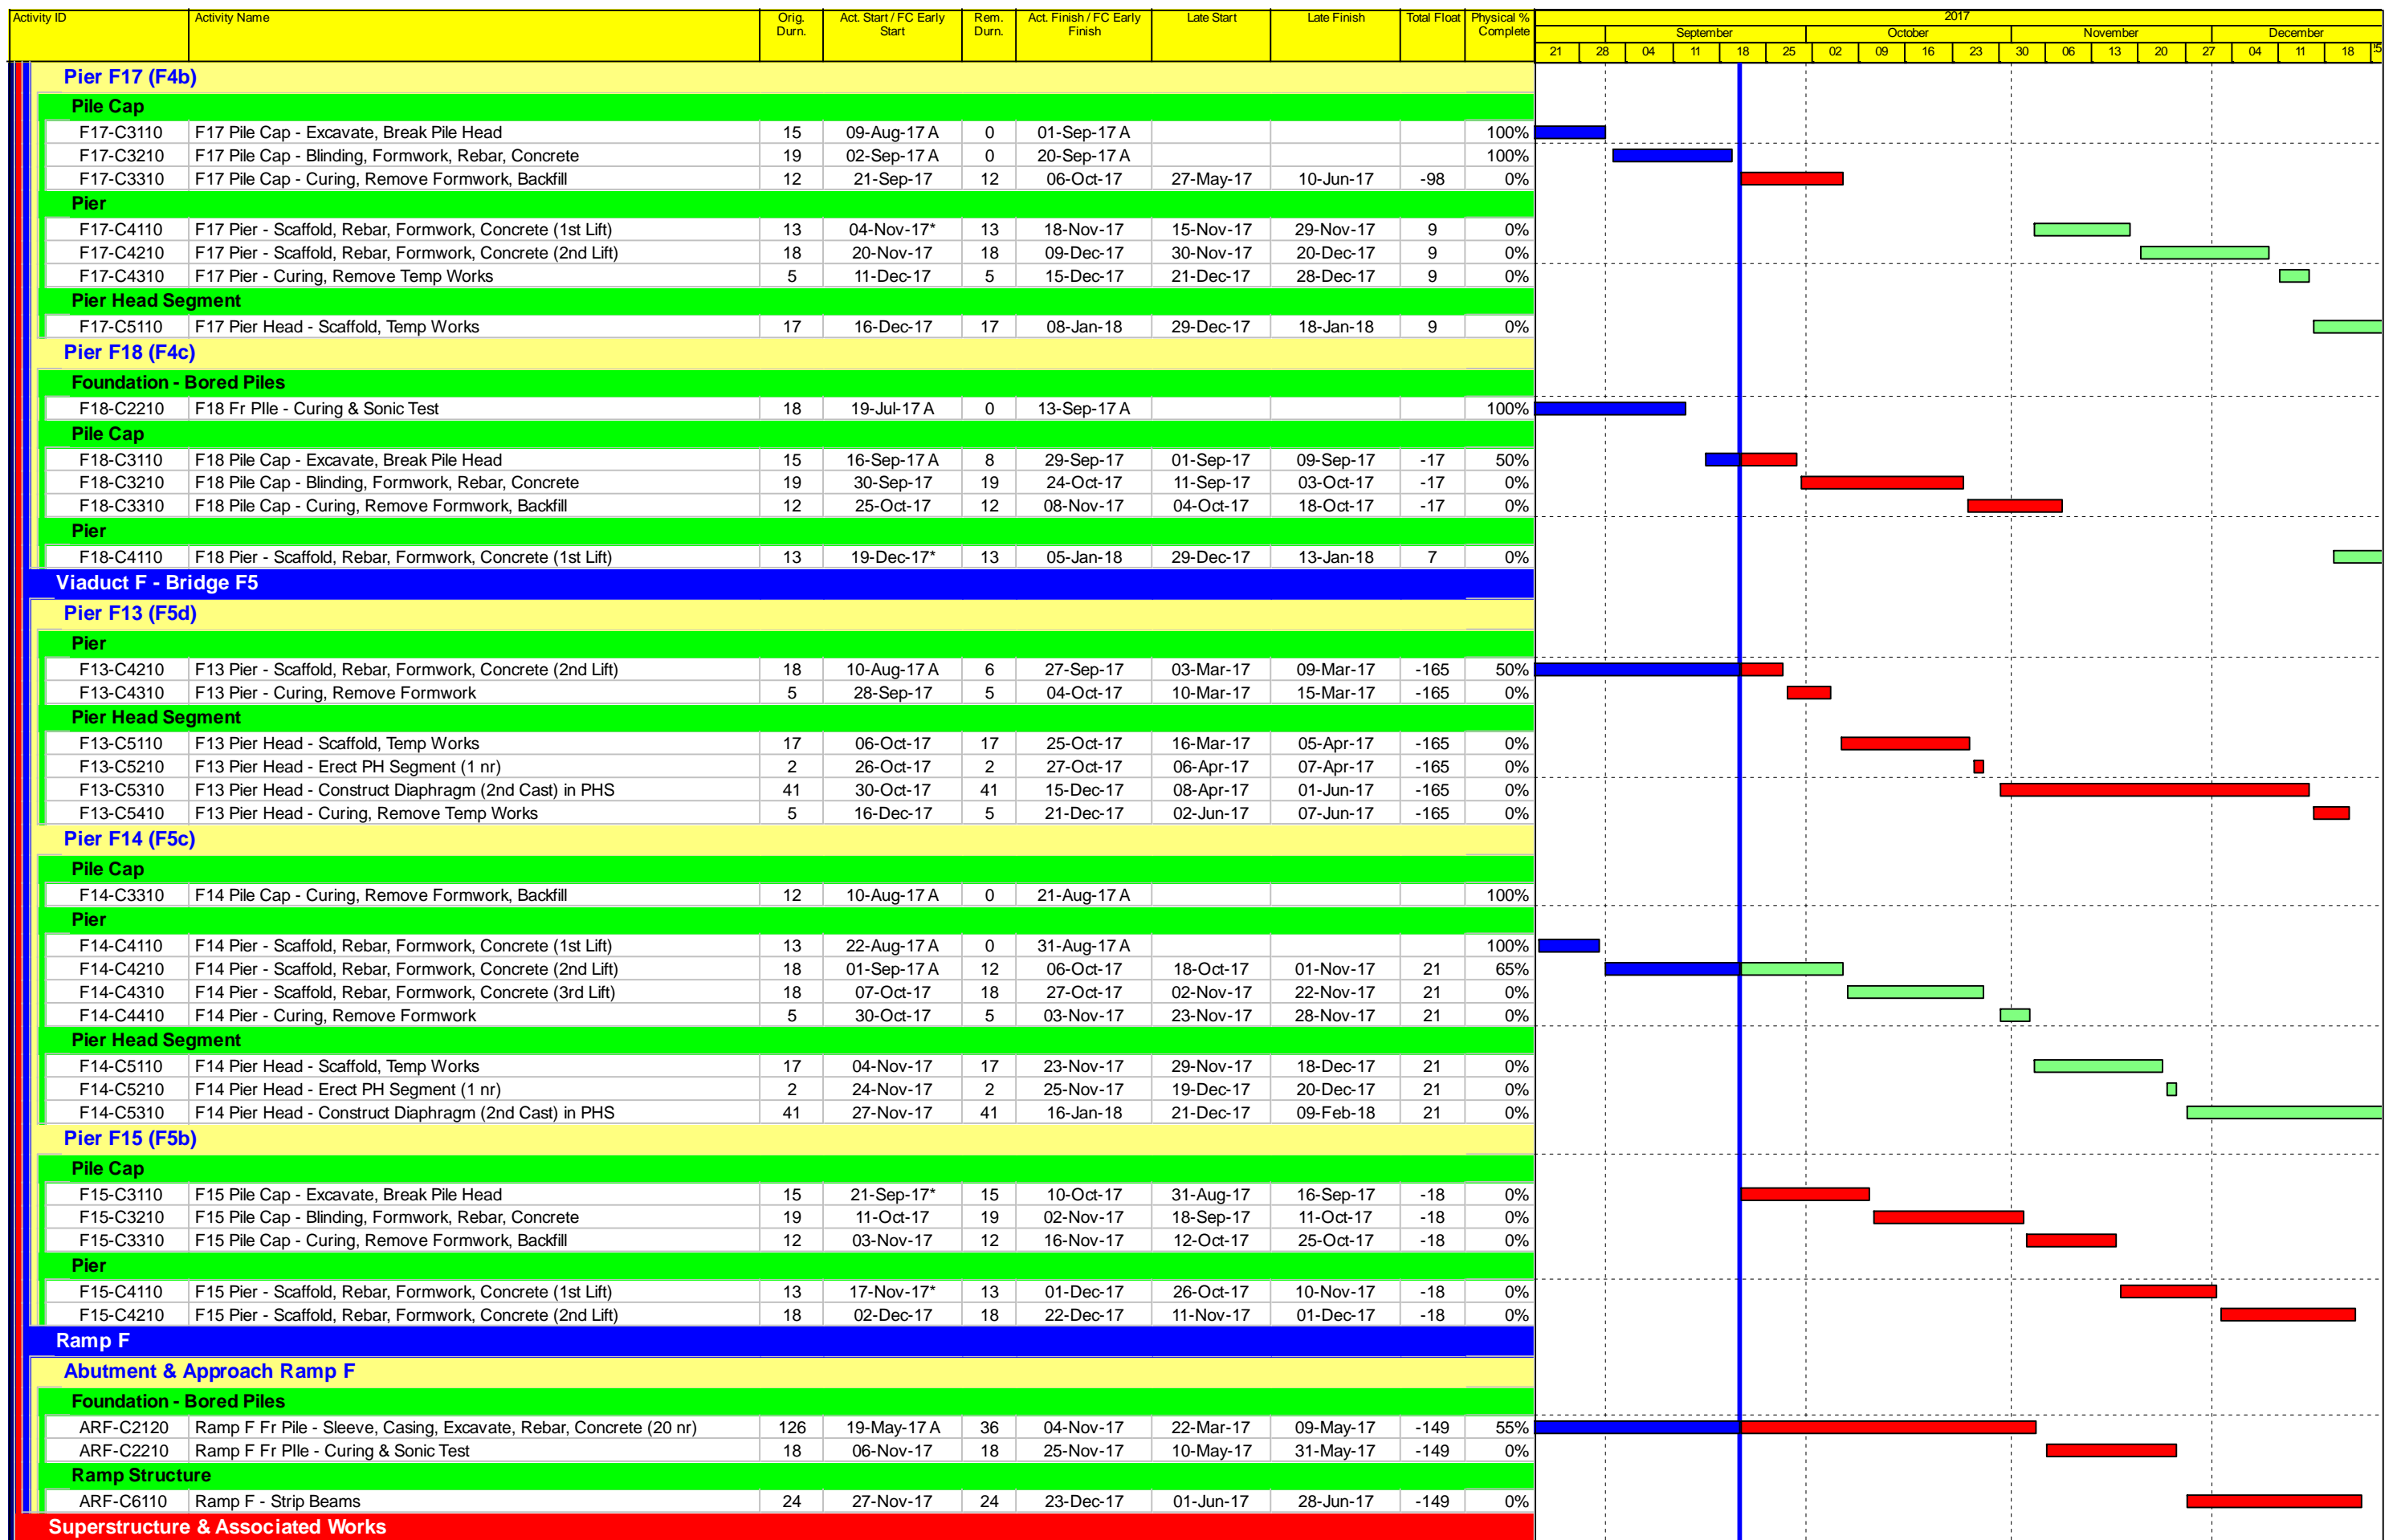 Activity ID Activity Name Orig. Durn. Act. Start / FC Early Start Rem. Durn. Act. Finish / FC Early Finish Late Start Late Finish Total Float Physical % Complete 2017
September October November December
21 28 04 11 18 25 02 09 16 23 30 06 13 20 27 04 11 18
Pier F17 (F4b)
Pile Cap
F17-C3110 F17 Pile Cap - Excavate, Break Pile Head 15 09-Aug-17 A 0 01-Sep-17 A 100%
F17-C3210 F17 Pile Cap - Blinding, Formwork, Rebar, Concrete 19 02-Sep-17 A 0 20-Sep-17 A 100%
F17-C3310 F17 Pile Cap - Curing, Remove Formwork, Backfill 12 21-Sep-17 12 06-Oct-17 27-May-17 10-Jun-17 -98 0%
Pier
F17-C4110 F17 Pier - Scaffold, Rebar, Formwork, Concrete (1st Lift) 13 04-Nov-17* 13 18-Nov-17 15-Nov-17 29-Nov-17 9 0%
F17-C4210 F17 Pier - Scaffold, Rebar, Formwork, Concrete (2nd Lift) 18 20-Nov-17 18 09-Dec-17 30-Nov-17 20-Dec-17 9 0%
F17-C4310 F17 Pier - Curing, Remove Temp Works 5 11-Dec-17 5 15-Dec-17 21-Dec-17 28-Dec-17 9 0%
Pier Head Segment
F17-C5110 F17 Pier Head - Scaffold, Temp Works 17 16-Dec-17 17 08-Jan-18 29-Dec-17 18-Jan-18 9 0%
Pier F18 (F4c)
Foundation - Bored Piles
F18-C2210 F18 Fr PIle - Curing & Sonic Test 18 19-Jul-17 A 0 13-Sep-17 A 100%
Pile Cap
F18-C3110 F18 Pile Cap - Excavate, Break Pile Head 15 16-Sep-17 A 8 29-Sep-17 01-Sep-17 09-Sep-17 -17 50%
F18-C3210 F18 Pile Cap - Blinding, Formwork, Rebar, Concrete 19 30-Sep-17 19 24-Oct-17 11-Sep-17 03-Oct-17 -17 0%
F18-C3310 F18 Pile Cap - Curing, Remove Formwork, Backfill 12 25-Oct-17 12 08-Nov-17 04-Oct-17 18-Oct-17 -17 0%
Pier
F18-C4110 F18 Pier - Scaffold, Rebar, Formwork, Concrete (1st Lift) 13 19-Dec-17* 13 05-Jan-18 29-Dec-17 13-Jan-18 7 0%
Viaduct F - Bridge F5
Pier F13 (F5d)
Pier
F13-C4210 F13 Pier - Scaffold, Rebar, Formwork, Concrete (2nd Lift) 18 10-Aug-17 A 6 27-Sep-17 03-Mar-17 09-Mar-17 -165 50%
F13-C4310 F13 Pier - Curing, Remove Formwork 5 28-Sep-17 5 04-Oct-17 10-Mar-17 15-Mar-17 -165 0%
Pier Head Segment
F13-C5110 F13 Pier Head - Scaffold, Temp Works 17 06-Oct-17 17 25-Oct-17 16-Mar-17 05-Apr-17 -165 0%
F13-C5210 F13 Pier Head - Erect PH Segment (1 nr) 2 26-Oct-17 2 27-Oct-17 06-Apr-17 07-Apr-17 -165 0%
F13-C5310 F13 Pier Head - Construct Diaphragm (2nd Cast) in PHS 41 30-Oct-17 41 15-Dec-17 08-Apr-17 01-Jun-17 -165 0%
F13-C5410 F13 Pier Head - Curing, Remove Temp Works 5 16-Dec-17 5 21-Dec-17 02-Jun-17 07-Jun-17 -165 0%
Pier F14 (F5c)
Pile Cap
F14-C3310 F14 Pile Cap - Curing, Remove Formwork, Backfill 12 10-Aug-17 A 0 21-Aug-17 A 100%
Pier
F14-C4110 F14 Pier - Scaffold, Rebar, Formwork, Concrete (1st Lift) 13 22-Aug-17 A 0 31-Aug-17 A 100%
F14-C4210 F14 Pier - Scaffold, Rebar, Formwork, Concrete (2nd Lift) 18 01-Sep-17 A 12 06-Oct-17 18-Oct-17 01-Nov-17 21 65%
F14-C4310 F14 Pier - Scaffold, Rebar, Formwork, Concrete (3rd Lift) 18 07-Oct-17 18 27-Oct-17 02-Nov-17 22-Nov-17 21 0%
F14-C4410 F14 Pier - Curing, Remove Formwork 5 30-Oct-17 5 03-Nov-17 23-Nov-17 28-Nov-17 21 0%
Pier Head Segment
F14-C5110 F14 Pier Head - Scaffold, Temp Works 17 04-Nov-17 17 23-Nov-17 29-Nov-17 18-Dec-17 21 0%
F14-C5210 F14 Pier Head - Erect PH Segment (1 nr) 2 24-Nov-17 2 25-Nov-17 19-Dec-17 20-Dec-17 21 0%
F14-C5310 F14 Pier Head - Construct Diaphragm (2nd Cast) in PHS 41 27-Nov-17 41 16-Jan-18 21-Dec-17 09-Feb-18 21 0%
Pier F15 (F5b)
Pile Cap
F15-C3110 F15 Pile Cap - Excavate, Break Pile Head 15 21-Sep-17* 15 10-Oct-17 31-Aug-17 16-Sep-17 -18 0%
F15-C3210 F15 Pile Cap - Blinding, Formwork, Rebar, Concrete 19 11-Oct-17 19 02-Nov-17 18-Sep-17 11-Oct-17 -18 0%
F15-C3310 F15 Pile Cap - Curing, Remove Formwork, Backfill 12 03-Nov-17 12 16-Nov-17 12-Oct-17 25-Oct-17 -18 0%
Pier
F15-C4110 F15 Pier - Scaffold, Rebar, Formwork, Concrete (1st Lift) 13 17-Nov-17* 13 01-Dec-17 26-Oct-17 10-Nov-17 -18 0%
F15-C4210 F15 Pier - Scaffold, Rebar, Formwork, Concrete (2nd Lift) 18 02-Dec-17 18 22-Dec-17 11-Nov-17 01-Dec-17 -18 0%
Ramp F
Abutment & Approach Ramp F
Foundation - Bored Piles
ARF-C2120 Ramp F Fr Pile - Sleeve, Casing, Excavate, Rebar, Concrete (20 nr) 126 19-May-17 A 36 04-Nov-17 22-Mar-17 09-May-17 -149 55%
ARF-C2210 Ramp F Fr PIle - Curing & Sonic Test 18 06-Nov-17 18 25-Nov-17 10-May-17 31-May-17 -149 0%
Ramp Structure
ARF-C6110 Ramp F - Strip Beams 24 27-Nov-17 24 23-Dec-17 01-Jun-17 28-Jun-17 -149 0%
Superstructure & Associated Works